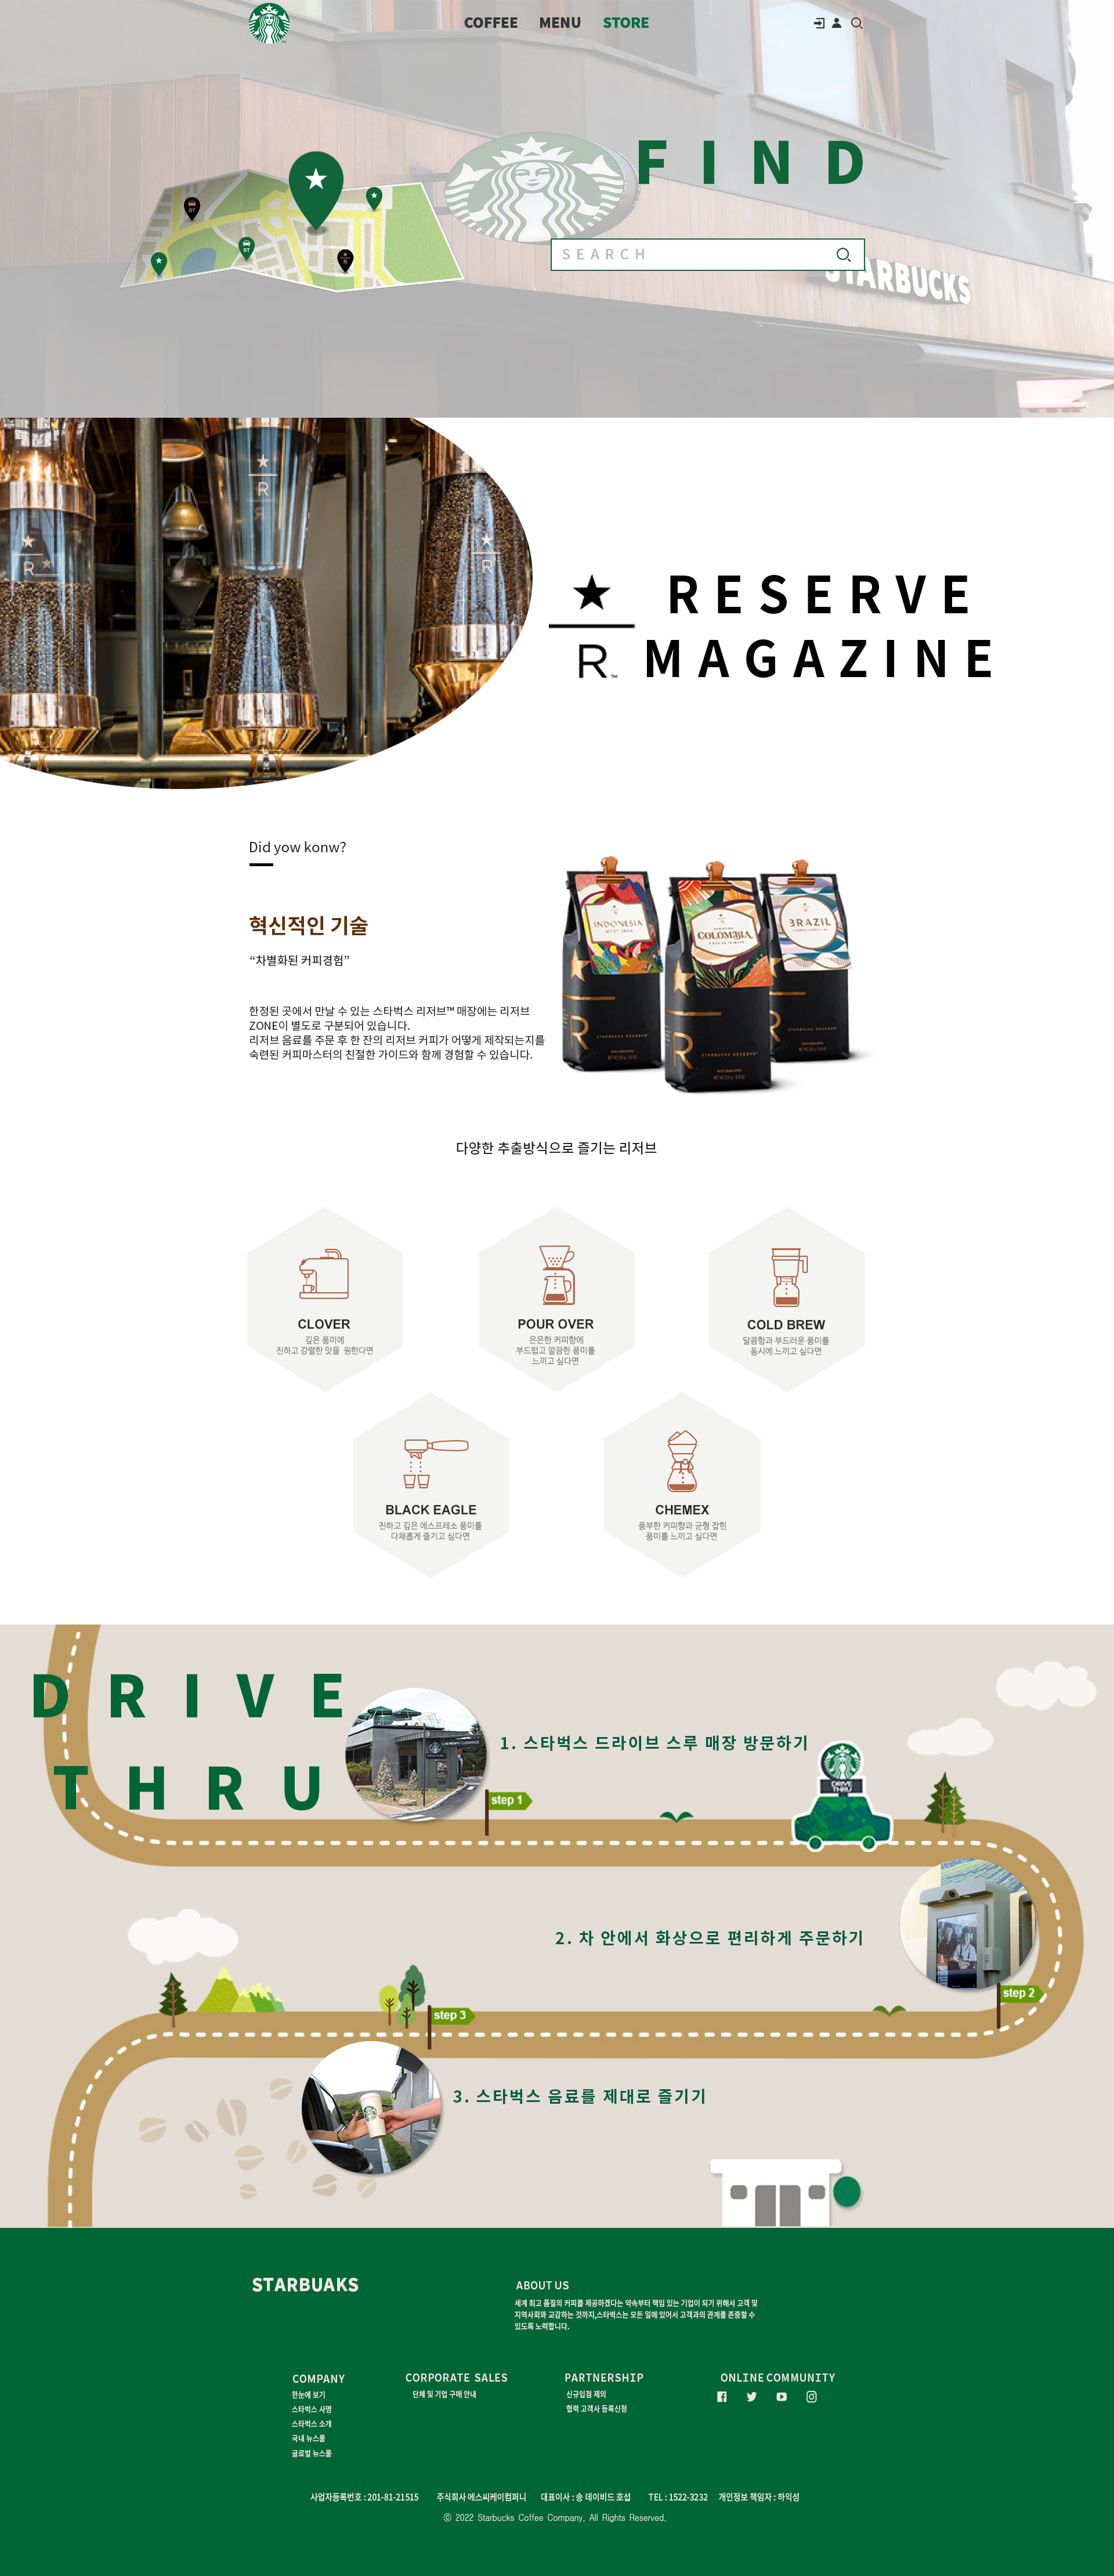 COFFEE MENU STORE
FIND
DT
DT
R
SEARCH
STARBUCKS
R
R
R
RESERVE
R™ MAGAZINE
Did yow konw?
혁신적인 기술
“차별화된 커피경험”
한정된 곳에서 만날 수 있는 스타벅스 리저브™ 매장에는 리저브
ZONE이 별도로 구분되어 있습니다.
리저브 음료를 주문 후 한 잔의 리저브 커피가 어떻게 제작되는지를
숙련된 커피마스터의 친절한 가이드와 함께 경험할 수 있습니다.
INDONESIA
WEST JAVA
COLOMBIA
BRAZIL
R
R
STARBUCKS RESERVE
STARBUCKS RESERVE
STARBUCKS RESERVE
다양한 추출방식으로 즐기는 리저브
CLOVER
깊은 풍미에
진하고 강렬한 맛을 원한다면
POUR OVER
은은한 커피향에
부드럽고 깔끔한 풍미를
느끼고 싶다면
COLD BREW
달콤함과 부드러운 풍미를
동시에 느끼고 싶다면
BLACK EAGLE
진하고 깊은 에스프레소 풍미를
다채롭게 즐기고 싶다면
CHEMEX
풍부한 커피향과 균형 잡힌
풍미를 느끼고 싶다면
DRIVE
THRU
1. 스타벅스 드라이브 스루 매장 방문하기
step 1
DRIVE
THRU
2. 차 안에서 화상으로 편리하게 주문하기
step 2
step 3
3. 스타벅스 음료를 제대로 즐기기
STARBUAKS
ABOUT US
세계 최고 품질의 커피를 제공하겠다는 약속부터 책임 있는 기업이 되기 위해서 고객 및
지역사회와 교감하는 것까지,스타벅스는 모든 일에 있어서 고객과의 관계를 존중할 수
있도록 노력합니다.
COMPANY
한눈에 보기
스타벅스 사명
스타벅스 소개
국내 뉴스룸
글로벌 뉴스룸
CORPORATE SALES
단체 및 기업 구매 안내
PARTNERSHIP
신규입점 제의
협력 고객사 등록신청
ONLINE COMMUNITY
사업자등록번호 : 201-81-21515 주식회사 에스씨케이컴퍼니 대표이사 : 송 데이비드 호섭 TEL : 1522-3232 개인정보 책임자 : 하익성
ⓒ 2022 Starbucks Coffee Company. All Rights Reserved.